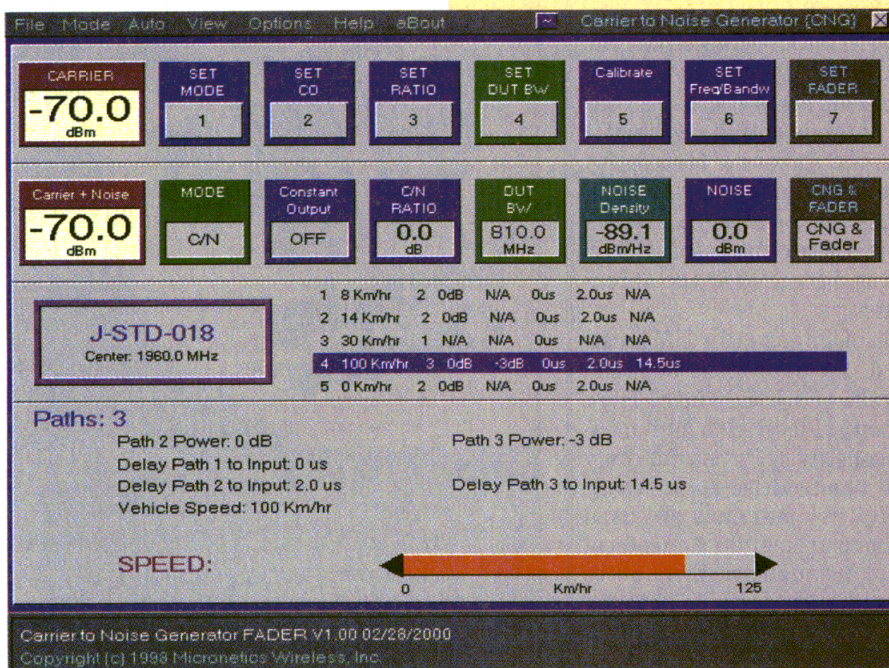 File Mode Auto View Options Help aBout ~ Carrier to Noise Generator {CNG} X
CARRIER
-70.0
dBm
SET
MODE
1
SET
CO
2
SET
RATIO
3
SET
DUT BW
4
Calibrate
5
SET
Freq/Bandw
6
SET
FADER
7
Carrier + Noise
-70.0
dBm
MODE
C/N
Constant
Output
OFF
C/N
RATIO
0.0
dB
DUT
BW
810.0
MHz
NOISE
Density
-89.1
dBm/Hz
NOISE
0.0
dBm
CNG &
FADER
CNG &
Fader
J-STD-018
Center: 1960.0 MHz
1 8 Km/hr 2 0dB N/A 0us 2.0us N/A
2 14 Km/hr 2 0dB N/A 0us 2.0us N/A
3 30 Km/hr 1 N/A N/A 0us N/A N/A
4 100 Km/hr 3 0dB -3dB 0us 2.0us 14.5us
5 0 Km/hr 2 0dB N/A 0us 2.0us N/A
Paths: 3
Path 2 Power: 0 dB Path 3 Power: -3 dB
Delay Path 1 to Input: 0 us
Delay Path 2 to Input: 2.0 us Delay Path 3 to Input: 14.5 us
Vehicle Speed: 100 Km/hr
SPEED:
0 Km/hr 125
Carrier to Noise Generator FADER V1.00 02/28/2000
Copyright (c) 1998 Micronetics Wireless, Inc.